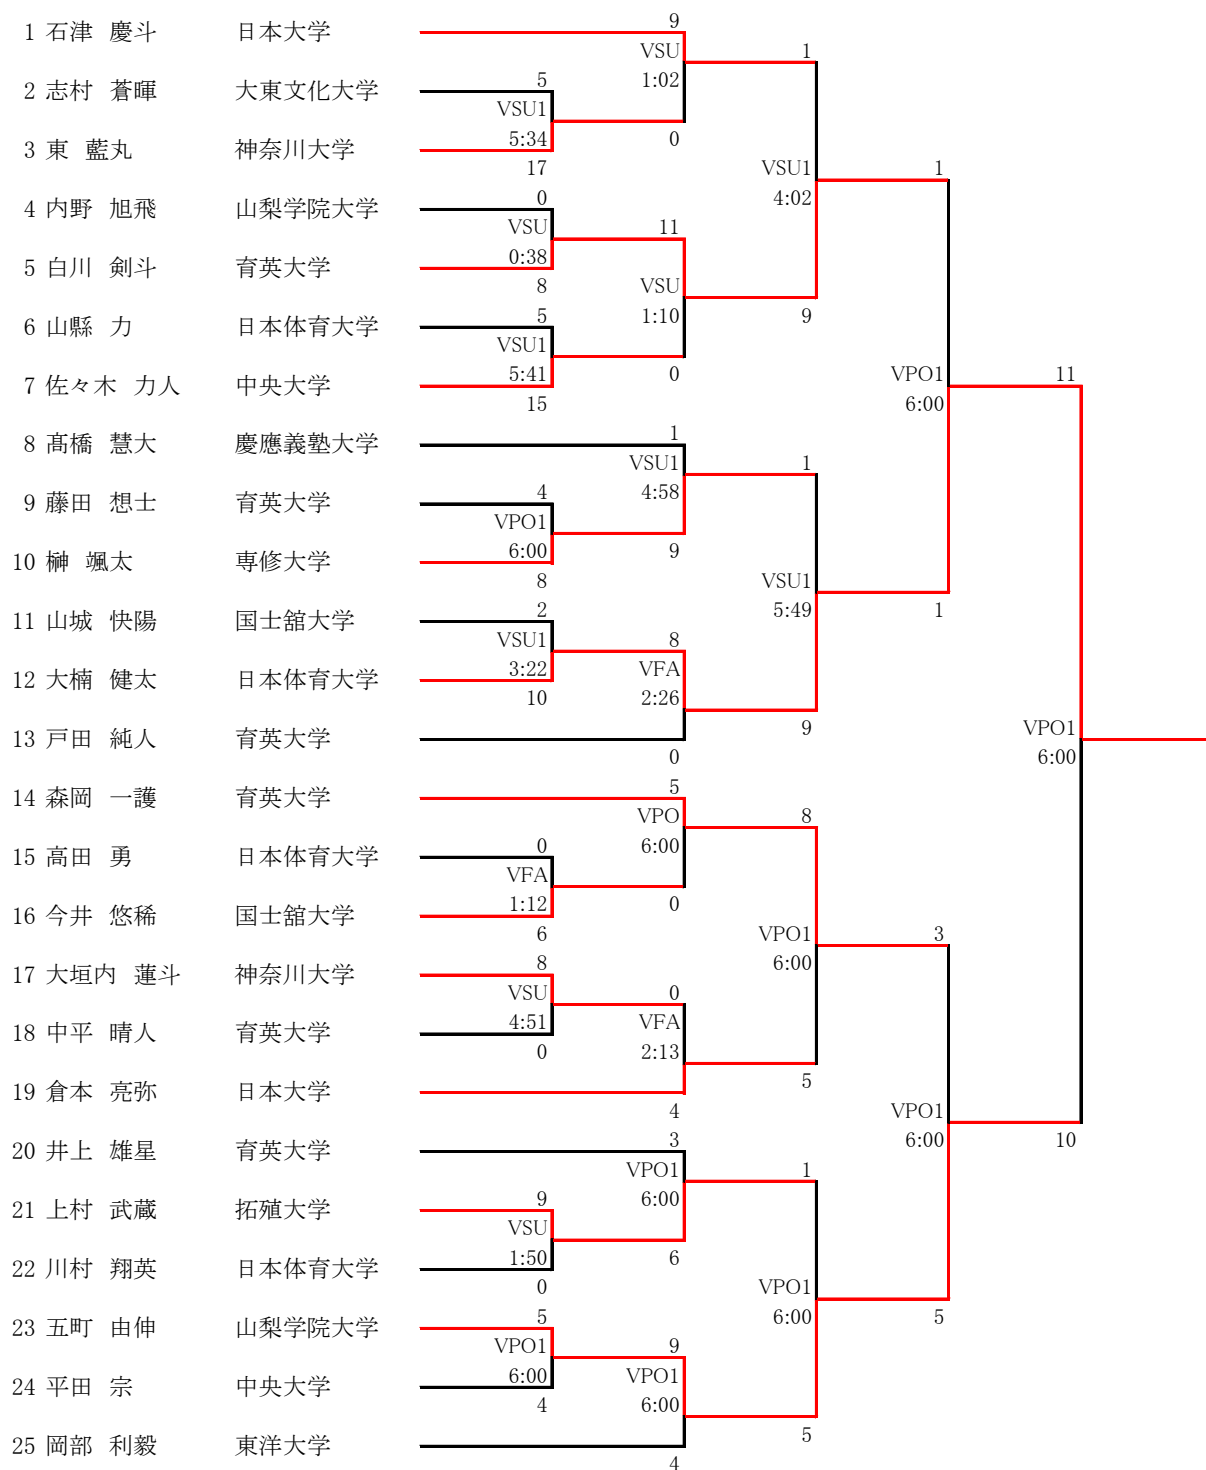 1 石津 慶斗 日本大学
2 志村 蒼暉 大東文化大学
3 東 藍丸 神奈川大学
4 内野 旭飛 山梨学院大学
5 白川 剣斗 育英大学
6 山縣 力 日本体育大学
7 佐々木 力人 中央大学
8 髙橋 慧大 慶應義塾大学
9 藤田 想士 育英大学
10 榊 颯太 専修大学
11 山城 快陽 国士舘大学
12 大楠 健太 日本体育大学
13 戸田 純人 育英大学
14 森岡 一護 育英大学
15 高田 勇 日本体育大学
16 今井 悠稀 国士舘大学
17 大垣内 蓮斗 神奈川大学
18 中平 晴人 育英大学
19 倉本 亮弥 日本大学
20 井上 雄星 育英大学
21 上村 武蔵 拓殖大学
22 川村 翔英 日本体育大学
23 五町 由伸 山梨学院大学
24 平田 宗 中央大学
25 岡部 利毅 東洋大学
5
VSU1
5:34
17
0
VSU
0:38
8
5
VSU1
5:41
15
4
VPO1
6:00
8
2
VSU1
3:22
10
0
VFA
1:12
6
8
VSU
4:51
0
9
VSU
1:50
0
5
VPO1
6:00
4
9
VSU
1:02
0
11
VSU
1:10
0
1
VSU1
4:58
9
8
VFA
2:26
0
5
VPO
6:00
0
0
VFA
2:13
4
3
VPO1
6:00
6
9
VPO1
6:00
4
1
VSU1
4:02
9
1
VSU1
5:49
9
8
VPO1
6:00
5
1
VPO1
6:00
5
1
VPO1
6:00
1
3
VPO1
6:00
5
11
VPO1
6:00
10